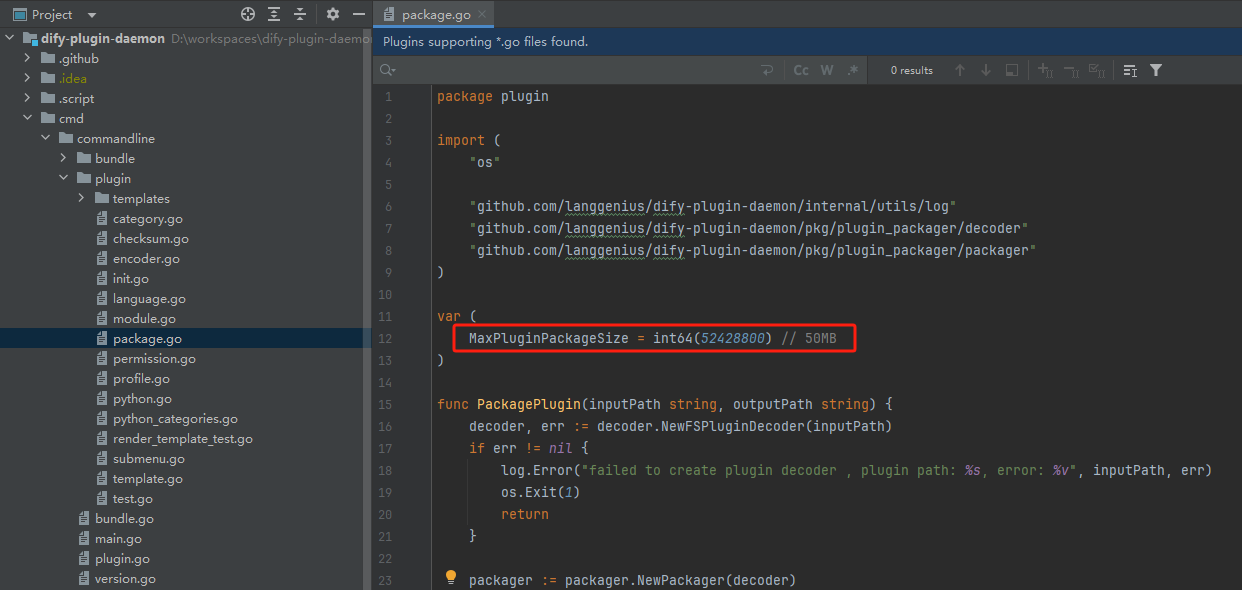 Project
dify-plugin-daemon D:\workspaces\dify-plugin-daemo
.github
.idea
.script
cmd
commandline
bundle
plugin
templates
category.go
checksum.go
encoder.go
init.go
language.go
module.go
package.go
permission.go
profile.go
python.go
python_categories.go
render_template_test.go
submenu.go
template.go
test.go
bundle.go
main.go
plugin.go
version.go
package.go
Plugins supporting *.go files found.
Cc W .* 0 results
1 package plugin
2
3 import (
4 "os"
5
6 "github.com/langgenius/dify-plugin-daemon/internal/utils/log"
7 "github.com/langgenius/dify-plugin-daemon/pkg/plugin_packager/decoder"
8 "github.com/langgenius/dify-plugin-daemon/pkg/plugin_packager/packager"
9 )
10
11 var (
12 MaxPluginPackageSize = int64(52428800) // 50MB
13 )
14
15 func PackagePlugin(inputPath string, outputPath string) {
16 decoder, err := decoder.NewFSPluginDecoder(inputPath)
17 if err != nil {
18 log.Error("failed to create plugin decoder , plugin path: %s, error: %v", inputPath, err)
19 os.Exit(1)
20 return
21 }
22
23 packager := packager.NewPackager(decoder)